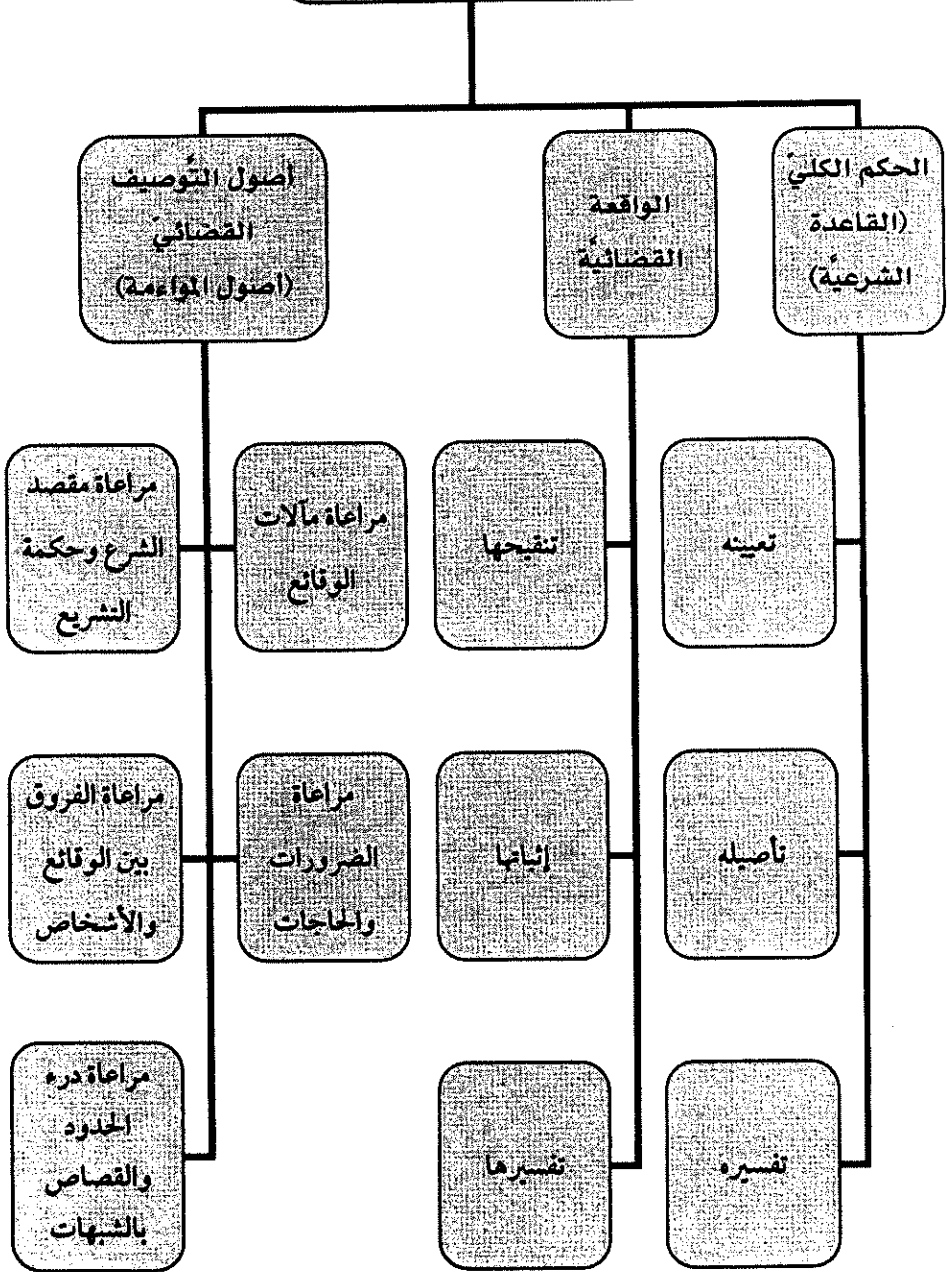 الحكم الكليّ
(القاعدة
الشرعيَّة)
الواقعة
القضائيَّة
أصول التَّوصيف
القضائيّ
(أصول المواءمة)
تعيينه
تنقيحها
مراعاة مآلات
الوقائع
مراعاة مقصد
الشرع وحكمة
التشريع
تأصيله
إثباتها
مراعاة
الضرورات
والحاجات
مراعاة الفروق
بين الوقائع
والأشخاص
تفسيره
تفسيرها
مراعاة درء
الحدود
والقصاص
بالشبهات